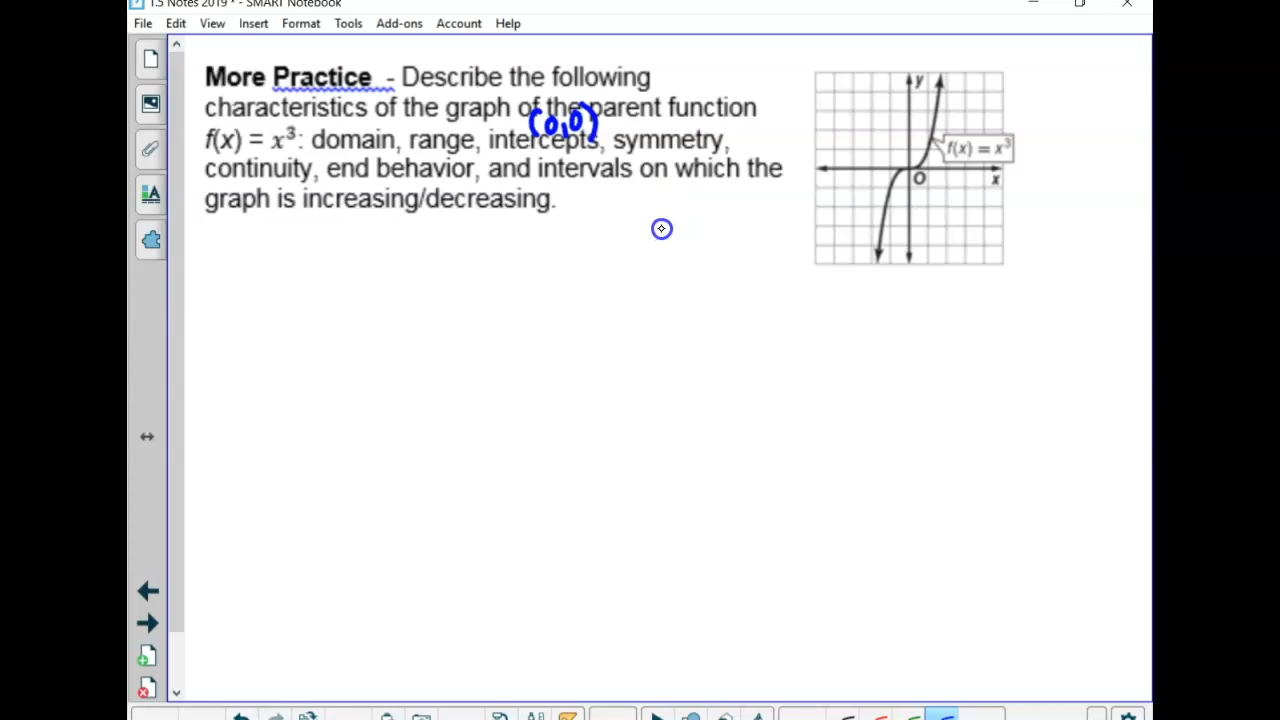 1.5 Notes 2019 * - SMART Notebook
File Edit View Insert Format Tools Add-ons Account Help
More Practice - Describe the following
characteristics of the graph of the parent function
(0,0)
f(x) = x³: domain, range, intercepts, symmetry,
continuity, end behavior, and intervals on which the
graph is increasing/decreasing.
y
f(x) = x³
O
x